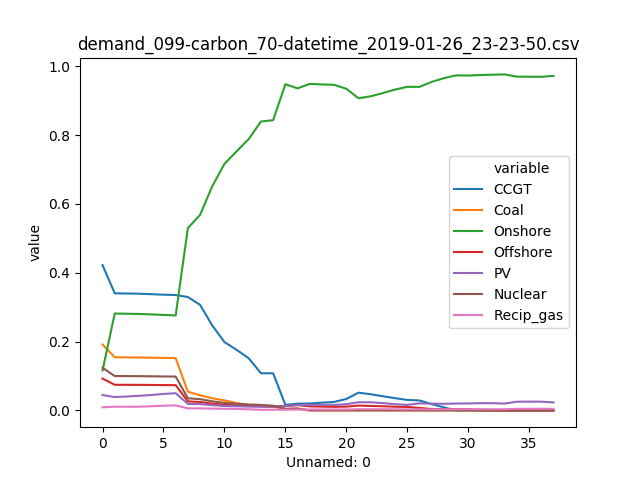 demand_099-carbon_70-datetime_2019-01-26_23-23-50.csv
1.0
0.8
0.6
0.4
0.2
0.0
value
variable
CCGT
Coal
Onshore
Offshore
PV
Nuclear
Recip_gas
0 5 10 15 20 25 30 35
Unnamed: 0